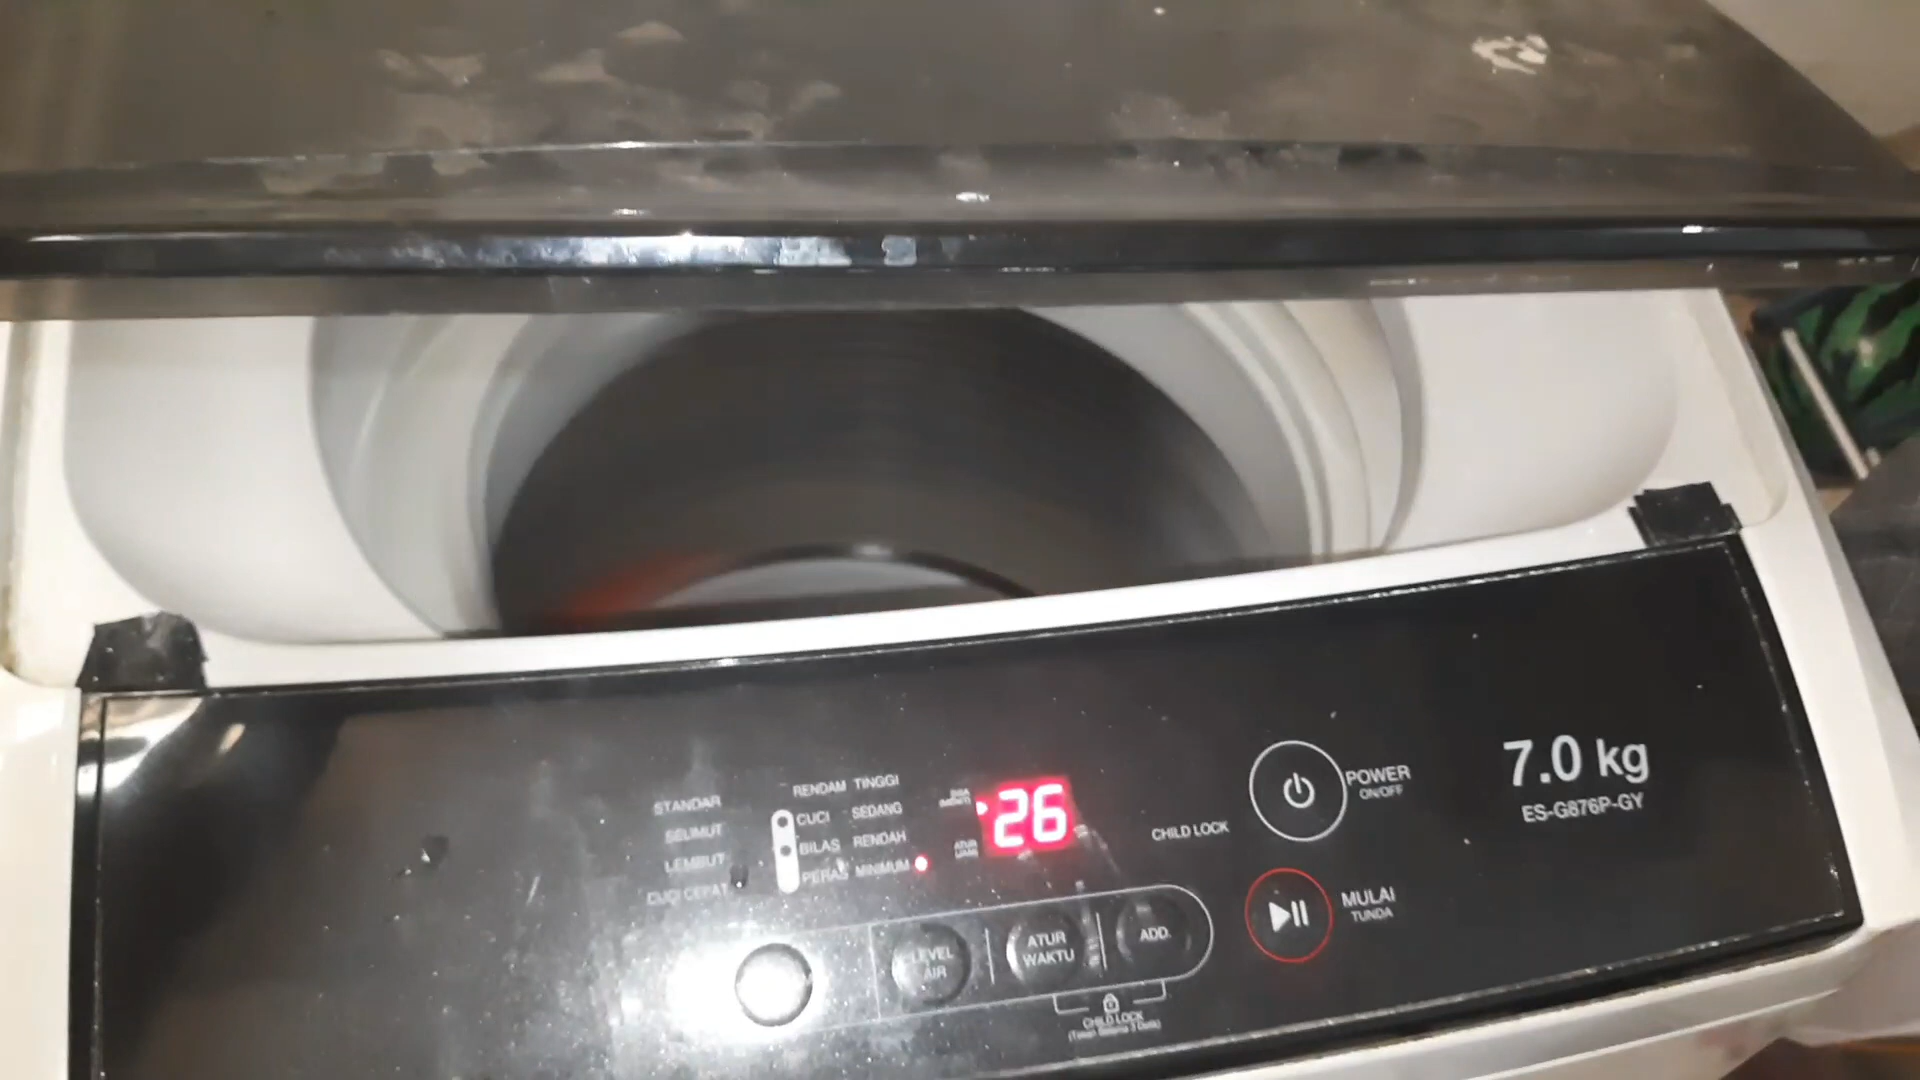 STANDAR
SELIMUT
LEMBUT
CUCI CEPAT
RENDAM TINGGI
CUCI SEDANG
BILAS RENDAH
PERAS MINIMUM
26
CHILD LOCK
POWER
ON/OFF
7.0 kg
ES-G876P-GY
LEVEL
AIR
ATUR
WAKTU
ADD.
MULAI
TUNDA
CHILD LOCK